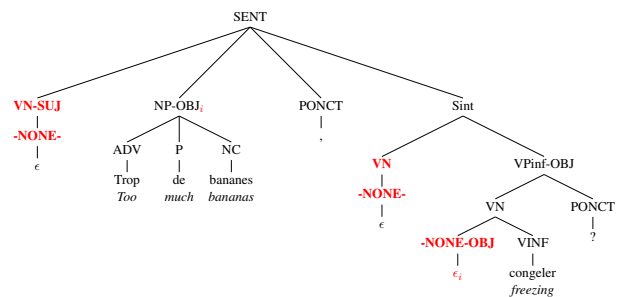 SENT
VN-SUJ NP-OBJi PONCT Sint
-NONE- ADV P NC , VN VPinf-OBJ
ϵ Trop de bananes -NONE- VN PONCT
Too much bananas ϵ -NONE-OBJ VINF ?
ϵi congeler
freezing